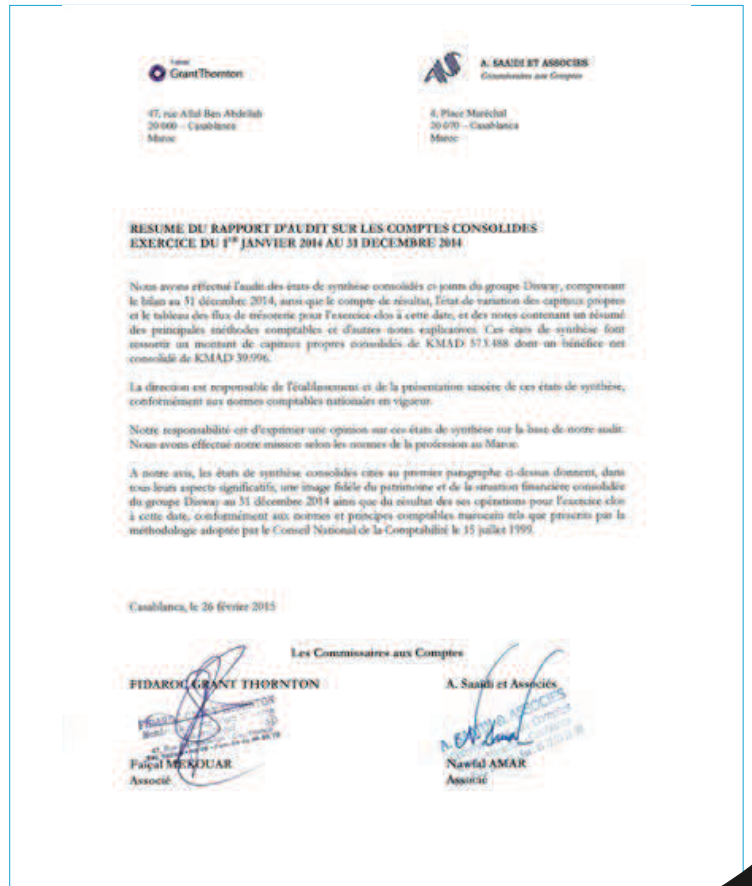 Fidaroc
Grant Thornton
47, rue Allal Ben Abdellah
20 000 – Casablanca
Maroc
A. SAAIDI ET ASSOCIES
Commissaires aux Comptes
4, Place Maréchal
20 070 – Casablanca
Maroc
RESUME DU RAPPORT D'AUDIT SUR LES COMPTES CONSOLIDES
EXERCICE DU 1ER JANVIER 2014 AU 31 DECEMBRE 2014
Nous avons effectué l'audit des états de synthèse consolidés ci-joints du groupe Disway, comprenant
le bilan au 31 décembre 2014, ainsi que le compte de résultat, l'état de variation des capitaux propres
et le tableau des flux de trésorerie pour l'exercice clos à cette date, et des notes contenant un résumé
des principales méthodes comptables et d'autres notes explicatives. Ces états de synthèse font
ressortir un montant de capitaux propres consolidés de KMAD 573.488 dont un bénéfice net
consolidé de KMAD 39.996.
La direction est responsable de l'établissement et de la présentation sincère de ces états de synthèse,
conformément aux normes comptables nationales en vigueur.
Notre responsabilité est d'exprimer une opinion sur ces états de synthèse sur la base de notre audit.
Nous avons effectué notre mission selon les normes de la profession au Maroc.
A notre avis, les états de synthèse consolidés cités au premier paragraphe ci-dessus donnent, dans
tous leurs aspects significatifs, une image fidèle du patrimoine et de la situation financière consolidée
du groupe Disway au 31 décembre 2014 ainsi que du résultat des ses opérations pour l'exercice clos
à cette date, conformément aux normes et principes comptables marocain tels que prescrits par la
méthodologie adoptée par le Conseil National de la Comptabilité le 15 juillet 1999.
Casablanca, le 26 février 2015
Les Commissaires aux Comptes
FIDAROC GRANT THORNTON
A. Saaidi et Associés
Faïçal MEKOUAR
Associé
Nawfal AMAR
Associé